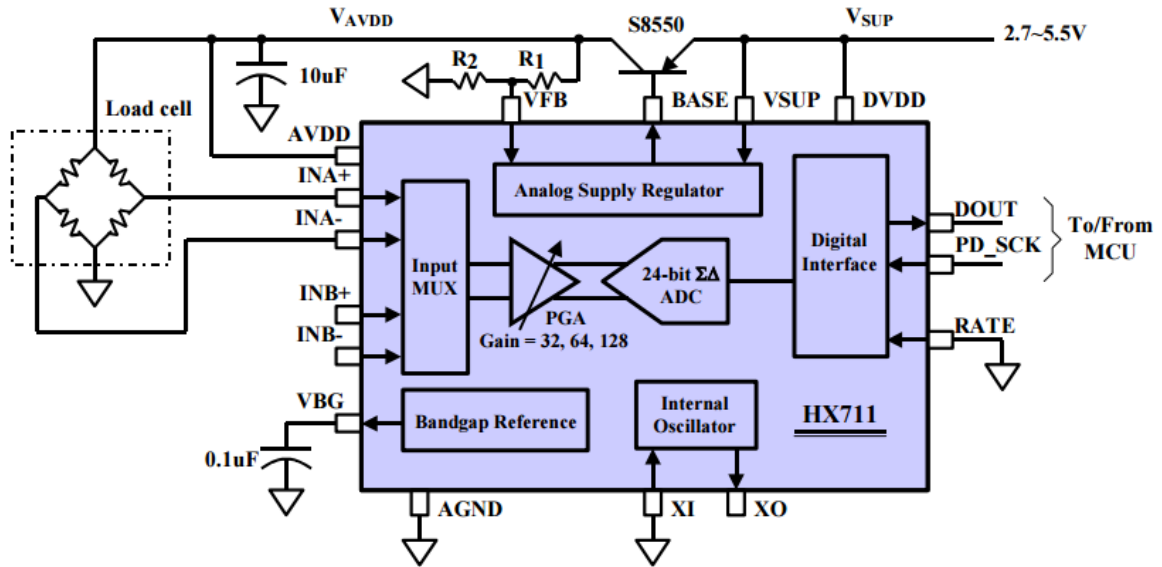 V_AVDD
S8550
V_SUP
2.7~5.5V
10uF
R2
R1
Load cell
VFB
BASE
VSUP
DVDD
AVDD
INA+
INA-
INB+
INB-
VBG
0.1uF
Analog Supply Regulator
Input
MUX
PGA
Gain = 32, 64, 128
24-bit ΣΔ
ADC
Digital
Interface
DOUT
PD_SCK
To/From
MCU
RATE
Bandgap Reference
Internal
Oscillator
HX711
AGND
XI
XO